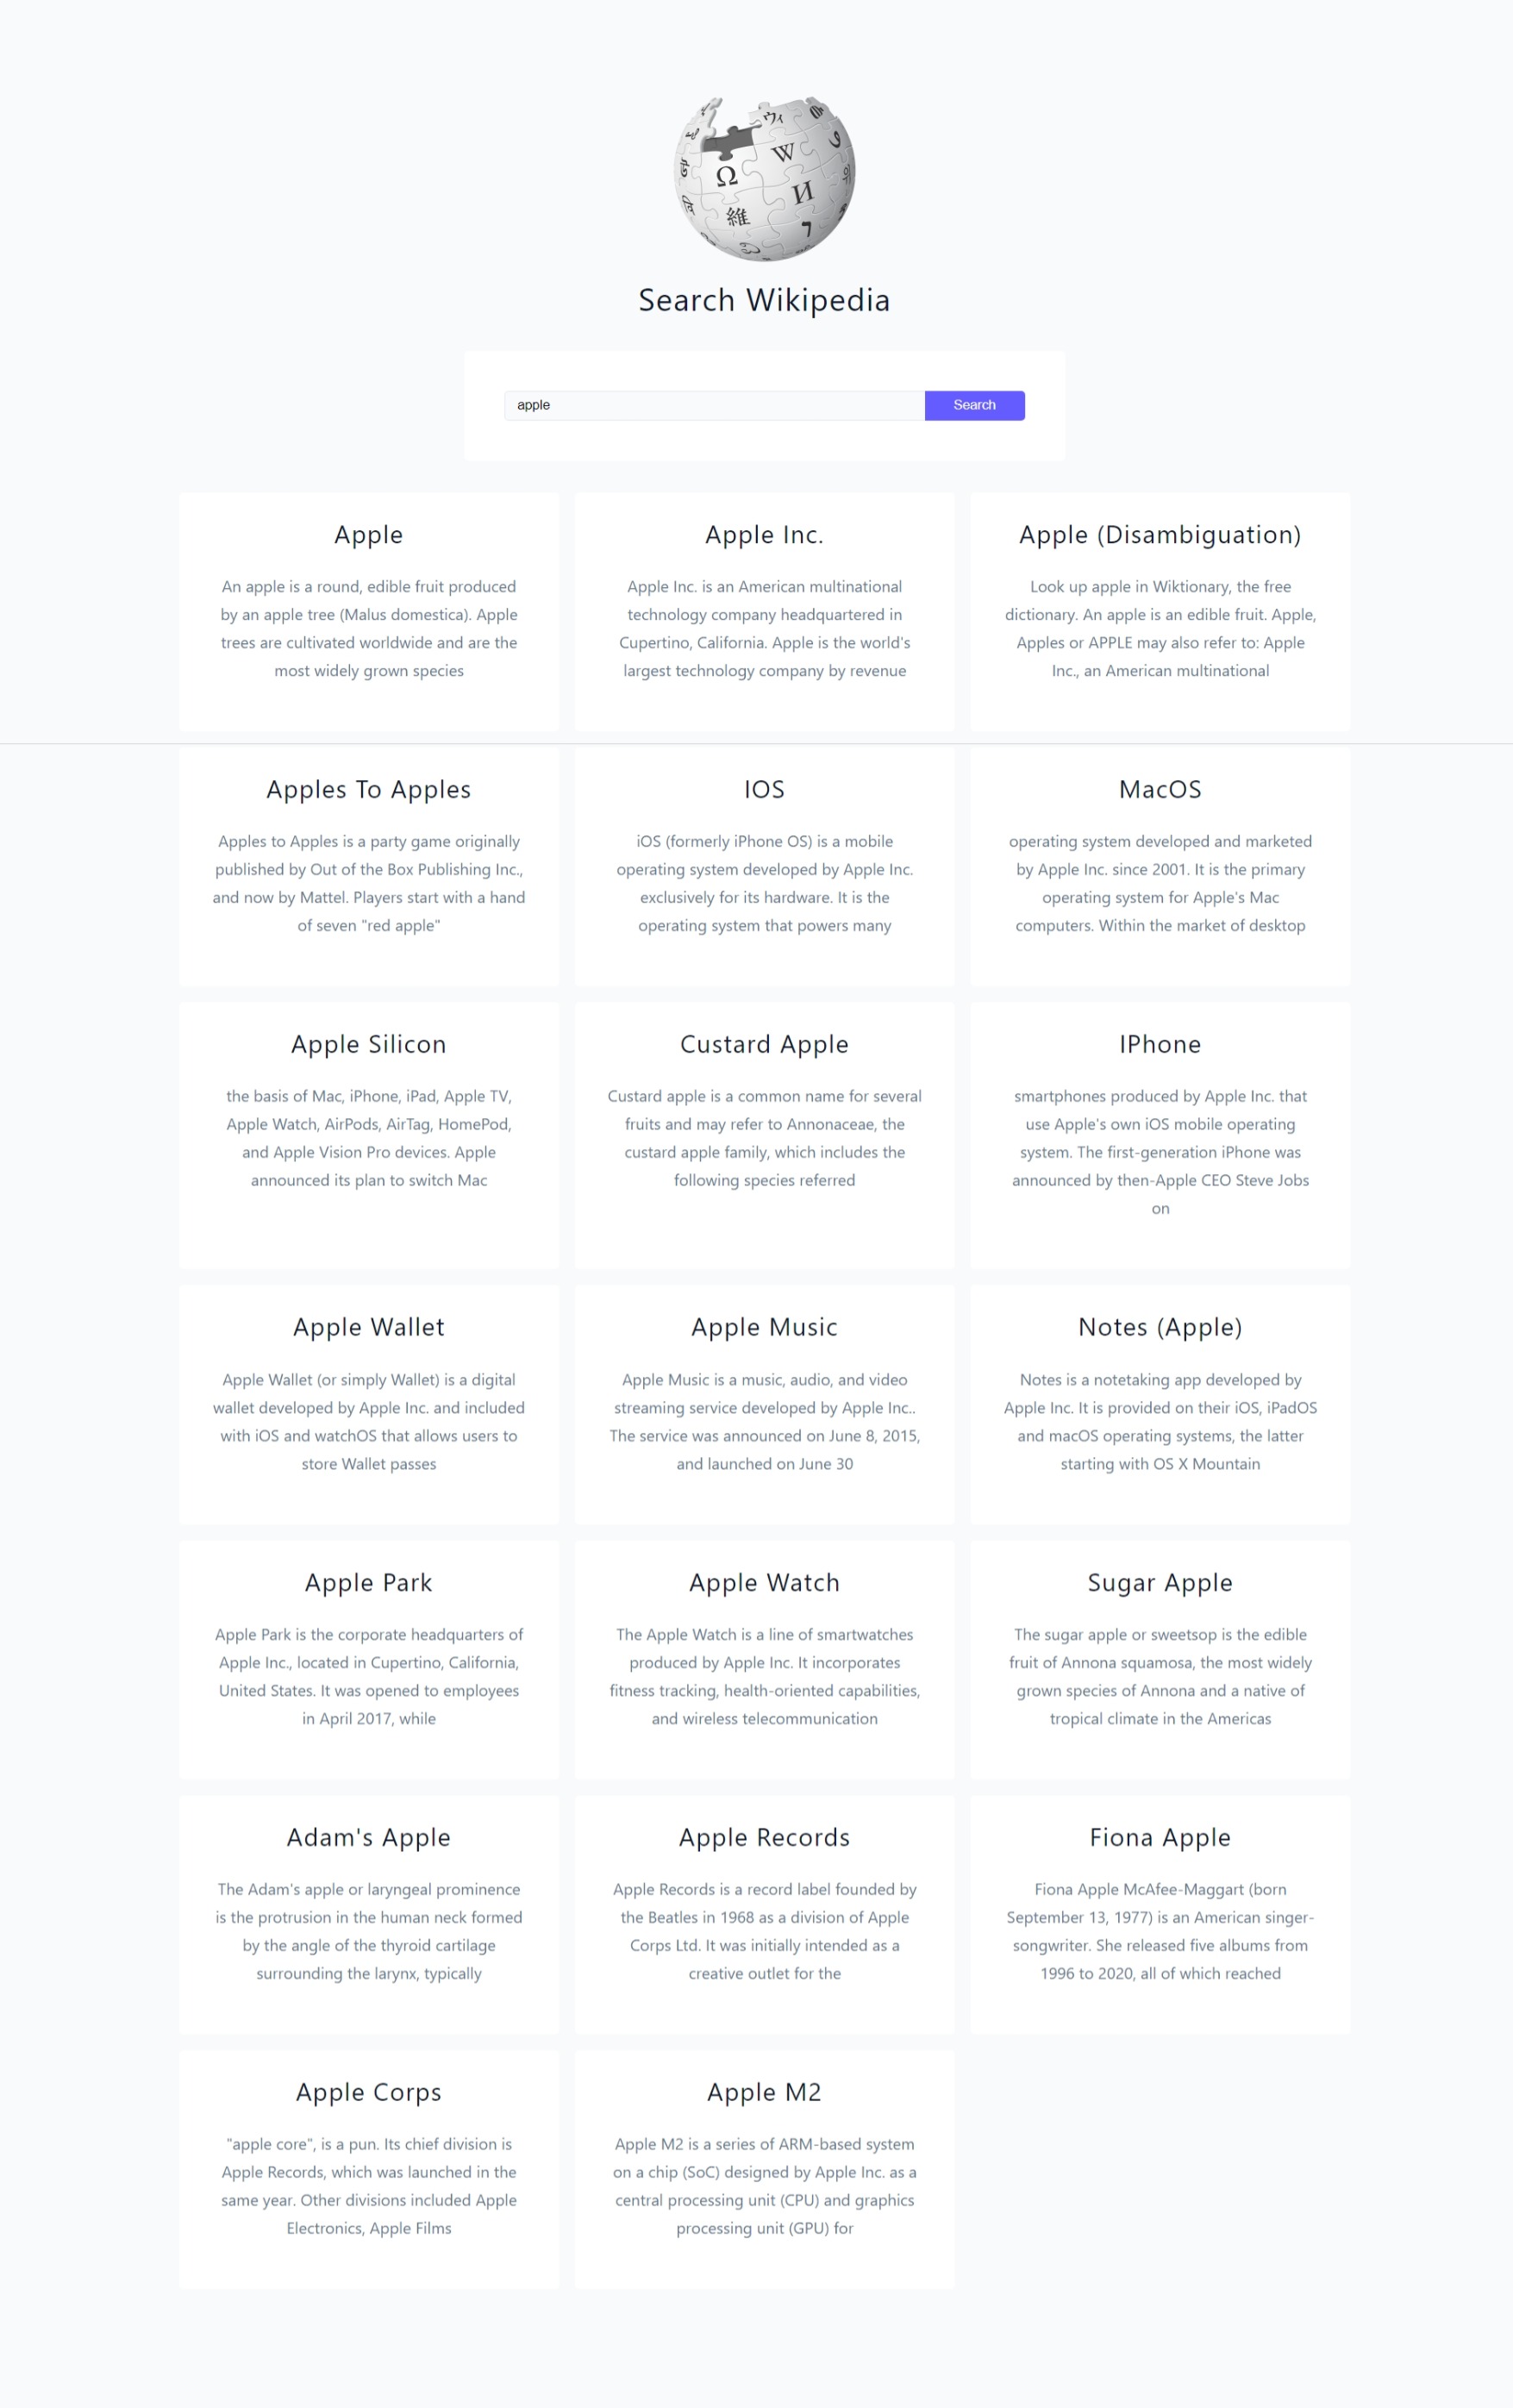 ウィ
W
Ω
И
維
7
Search Wikipedia
apple
Search
Apple
An apple is a round, edible fruit produced
by an apple tree (Malus domestica). Apple
trees are cultivated worldwide and are the
most widely grown species
Apple Inc.
Apple Inc. is an American multinational
technology company headquartered in
Cupertino, California. Apple is the world's
largest technology company by revenue
Apple (Disambiguation)
Look up apple in Wiktionary, the free
dictionary. An apple is an edible fruit. Apple,
Apples or APPLE may also refer to: Apple
Inc., an American multinational
Apples To Apples
Apples to Apples is a party game originally
published by Out of the Box Publishing Inc.,
and now by Mattel. Players start with a hand
of seven "red apple"
IOS
iOS (formerly iPhone OS) is a mobile
operating system developed by Apple Inc.
exclusively for its hardware. It is the
operating system that powers many
MacOS
operating system developed and marketed
by Apple Inc. since 2001. It is the primary
operating system for Apple's Mac
computers. Within the market of desktop
Apple Silicon
the basis of Mac, iPhone, iPad, Apple TV,
Apple Watch, AirPods, AirTag, HomePod,
and Apple Vision Pro devices. Apple
announced its plan to switch Mac
Custard Apple
Custard apple is a common name for several
fruits and may refer to Annonaceae, the
custard apple family, which includes the
following species referred
IPhone
smartphones produced by Apple Inc. that
use Apple's own iOS mobile operating
system. The first-generation iPhone was
announced by then-Apple CEO Steve Jobs
on
Apple Wallet
Apple Wallet (or simply Wallet) is a digital
wallet developed by Apple Inc. and included
with iOS and watchOS that allows users to
store Wallet passes
Apple Music
Apple Music is a music, audio, and video
streaming service developed by Apple Inc..
The service was announced on June 8, 2015,
and launched on June 30
Notes (Apple)
Notes is a notetaking app developed by
Apple Inc. It is provided on their iOS, iPadOS
and macOS operating systems, the latter
starting with OS X Mountain
Apple Park
Apple Park is the corporate headquarters of
Apple Inc., located in Cupertino, California,
United States. It was opened to employees
in April 2017, while
Apple Watch
The Apple Watch is a line of smartwatches
produced by Apple Inc. It incorporates
fitness tracking, health-oriented capabilities,
and wireless telecommunication
Sugar Apple
The sugar apple or sweetsop is the edible
fruit of Annona squamosa, the most widely
grown species of Annona and a native of
tropical climate in the Americas
Adam's Apple
The Adam's apple or laryngeal prominence
is the protrusion in the human neck formed
by the angle of the thyroid cartilage
surrounding the larynx, typically
Apple Records
Apple Records is a record label founded by
the Beatles in 1968 as a division of Apple
Corps Ltd. It was initially intended as a
creative outlet for the
Fiona Apple
Fiona Apple McAfee-Maggart (born
September 13, 1977) is an American singer-
songwriter. She released five albums from
1996 to 2020, all of which reached
Apple Corps
"apple core", is a pun. Its chief division is
Apple Records, which was launched in the
same year. Other divisions included Apple
Electronics, Apple Films
Apple M2
Apple M2 is a series of ARM-based system
on a chip (SoC) designed by Apple Inc. as a
central processing unit (CPU) and graphics
processing unit (GPU) for